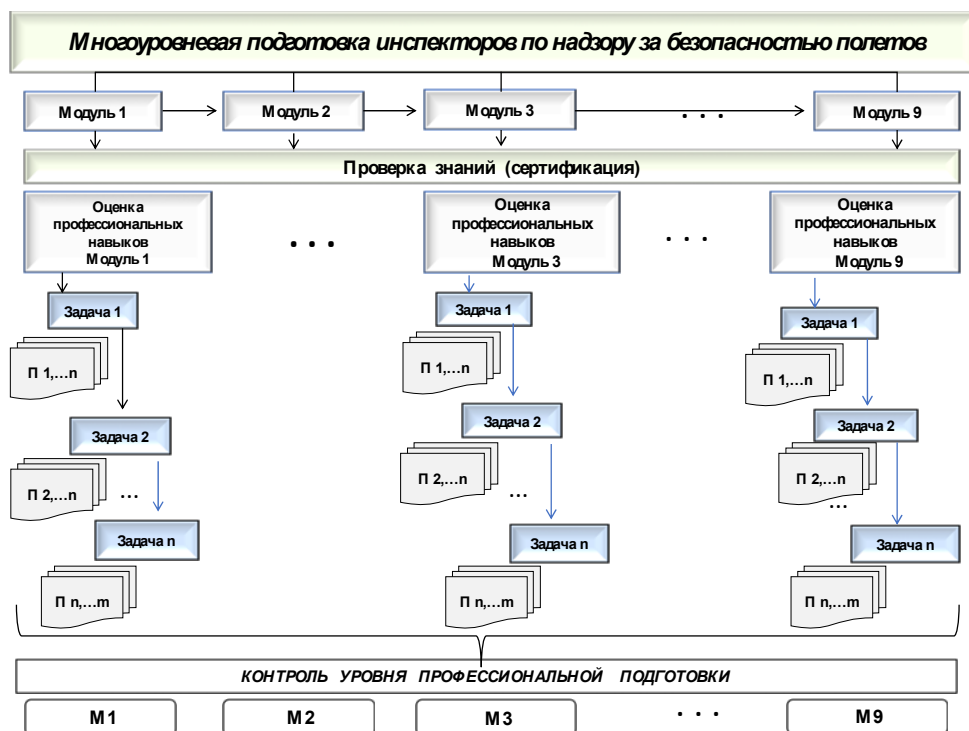 Многоуровневая подготовка инспекторов по надзору за безопасностью полетов
Модуль 1
Модуль 2
Модуль 3
. . .
Модуль 9
Проверка знаний (сертификация)
Оценка
профессиональных
навыков
Модуль 1
. . .
Оценка
профессиональных
навыков
Модуль 3
. . .
Оценка
профессиональных
навыков
Модуль 9
Задача 1
Задача 1
Задача 1
П 1,...n
П 1,...n
П 1,...n
Задача 2
Задача 2
Задача 2
П 2,...n
...
П 2,...n
...
П 2,...n
...
Задача n
Задача n
Задача n
П n,...m
П n,...m
П n,...m
КОНТРОЛЬ УРОВНЯ ПРОФЕССИОНАЛЬНОЙ ПОДГОТОВКИ
М1
М2
М3
. . .
М9